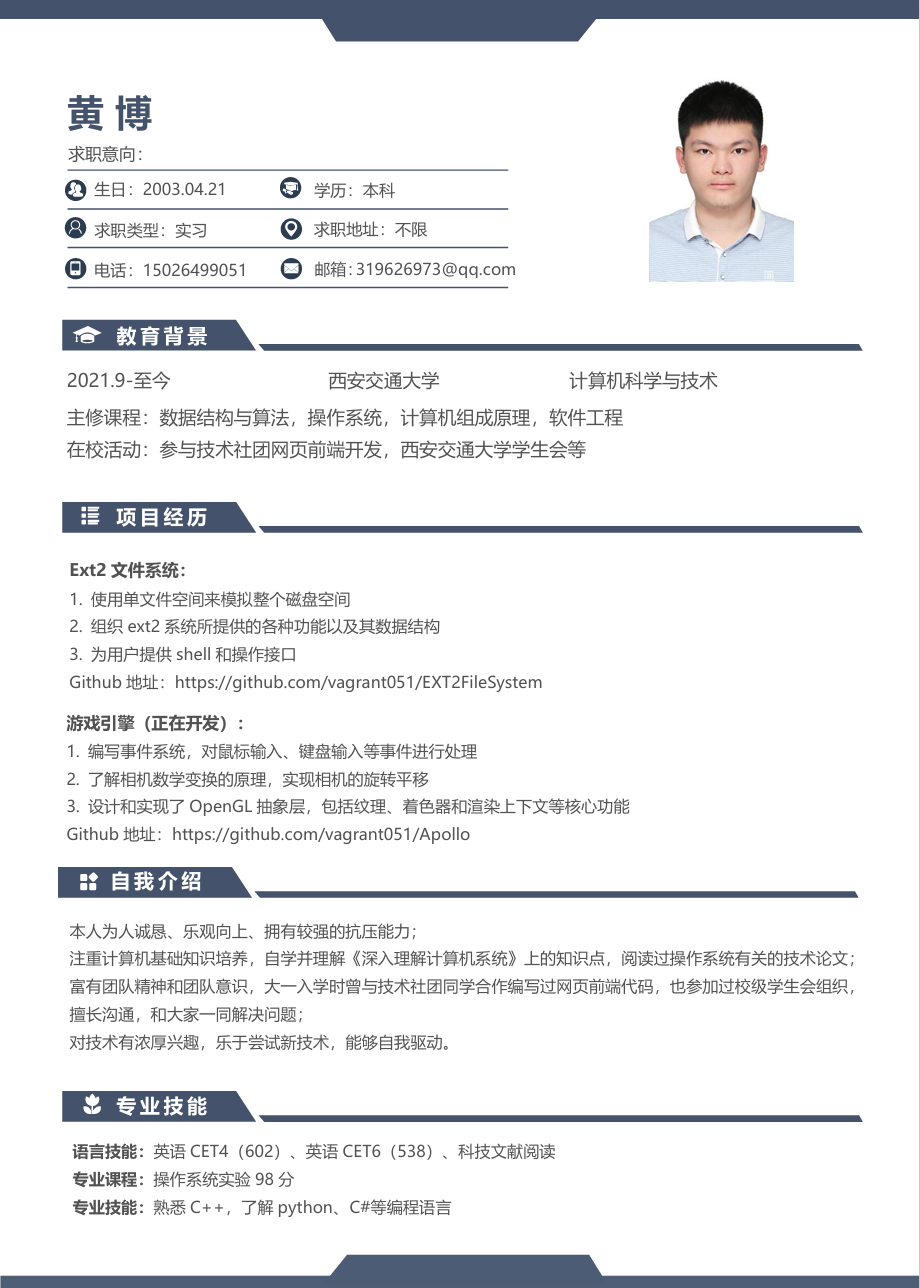 黄 博
求职意向：
生日：2003.04.21 学历：本科
求职类型：实习 求职地址：不限
电话：15026499051 邮箱：319626973@qq.com
教育背景
2021.9-至今 西安交通大学 计算机科学与技术
主修课程：数据结构与算法，操作系统，计算机组成原理，软件工程
在校活动：参与技术社团网页前端开发，西安交通大学学生会等
项目经历
Ext2 文件系统：
1. 使用单文件空间来模拟整个磁盘空间
2. 组织 ext2 系统所提供的各种功能以及其数据结构
3. 为用户提供 shell 和操作接口
Github 地址：https://github.com/vagrant051/EXT2FileSystem
游戏引擎（正在开发）：
1. 编写事件系统，对鼠标输入、键盘输入等事件进行处理
2. 了解相机数学变换的原理，实现相机的旋转平移
3. 设计和实现了 OpenGL 抽象层，包括纹理、着色器和渲染上下文等核心功能
Github 地址：https://github.com/vagrant051/Apollo
自我介绍
本人为人诚恳、乐观向上、拥有较强的抗压能力；
注重计算机基础知识培养，自学并理解《深入理解计算机系统》上的知识点，阅读过操作系统有关的技术论文；
富有团队精神和团队意识，大一入学时曾与技术社团同学合作编写过网页前端代码，也参加过校级学生会组织，
擅长沟通，和大家一同解决问题；
对技术有浓厚兴趣，乐于尝试新技术，能够自我驱动。
专业技能
语言技能：英语 CET4（602）、英语 CET6（538）、科技文献阅读
专业课程：操作系统实验 98 分
专业技能：熟悉 C++，了解 python、C#等编程语言